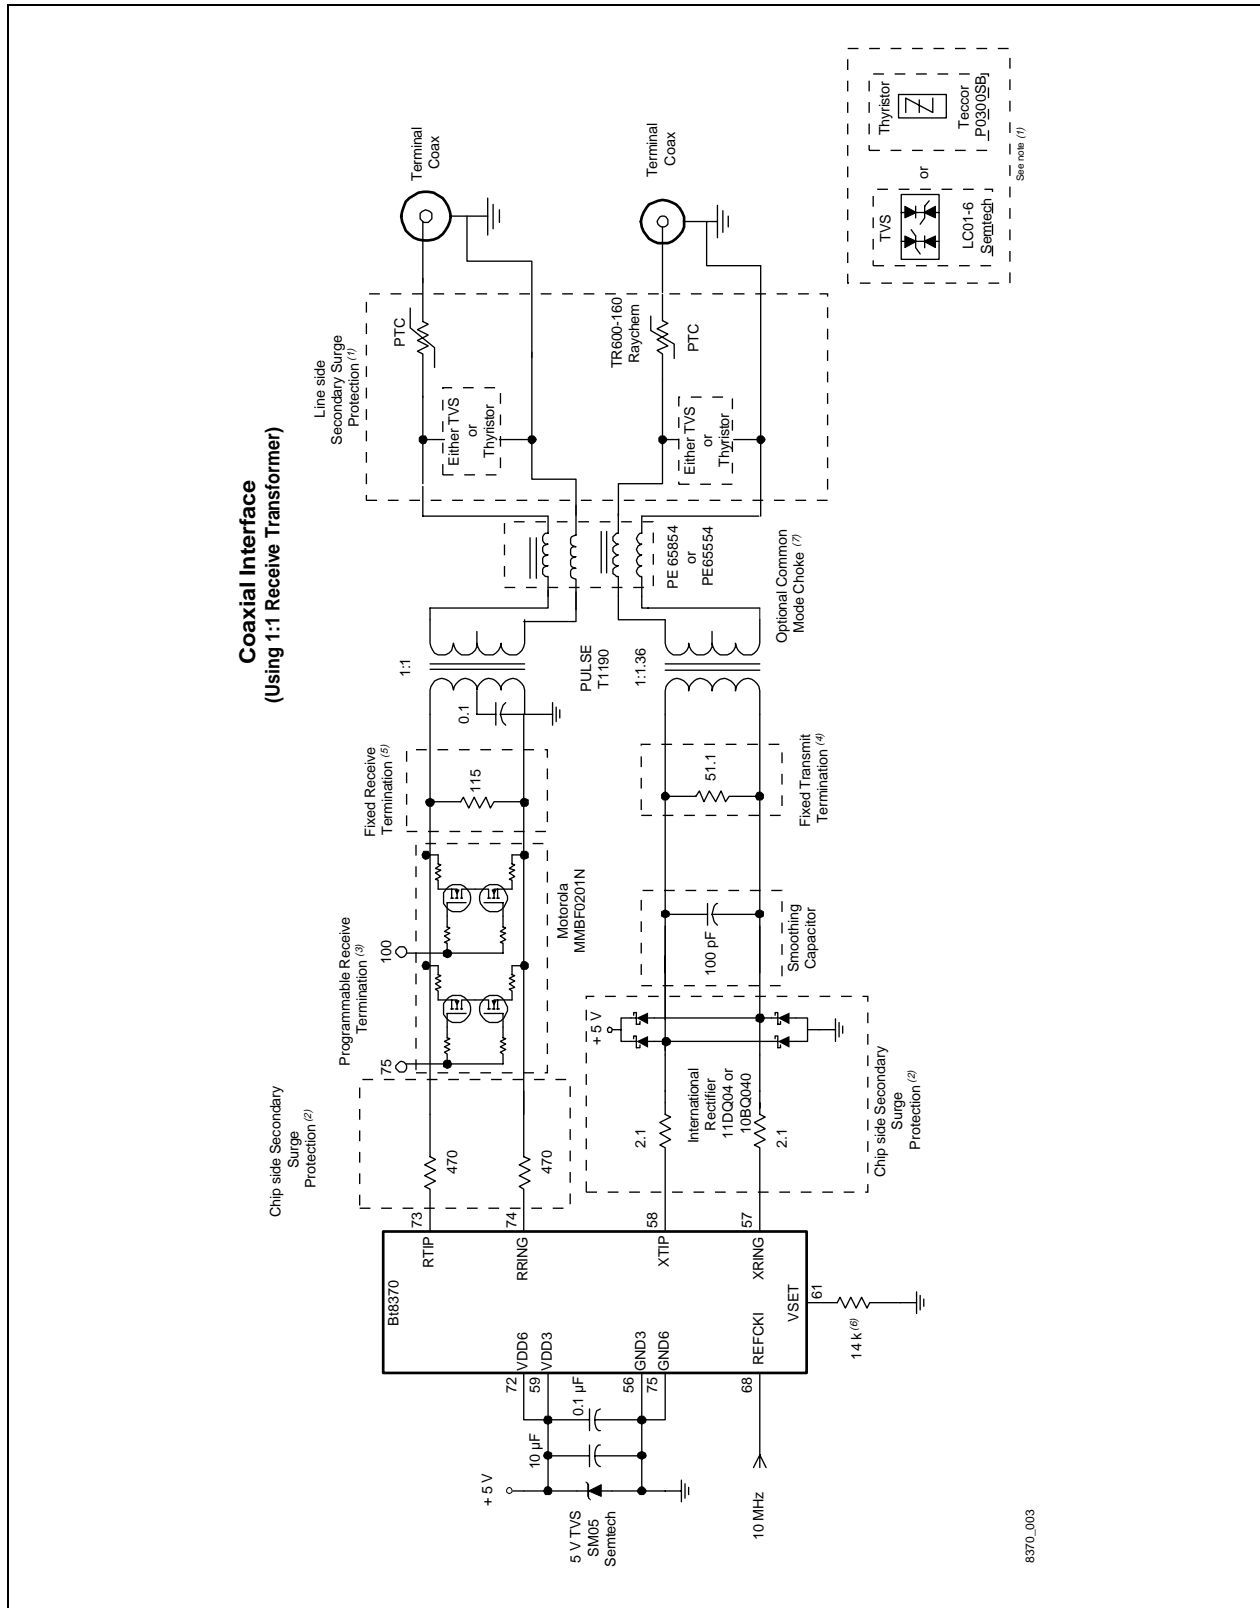 Coaxial Interface
(Using 1:1 Receive Transformer)
Chip side Secondary
Surge
Protection (2)
Programmable Receive
Termination (3)
Fixed Receive
Termination (5)
Line side
Secondary Surge
Protection (1)
75
100
115
0.1
1:1
PTC
Terminal
Coax
Either TVS
or
Thyristor
470
470
Motorola
MMBF0201N
Bt8370
73
RTIP
74
RRING
58
XTIP
57
XRING
61
VSET
14 k (6)
72
VDD6
59
VDD3
56
GND3
75
GND6
68
REFCKI
+ 5 V
10 µF
0.1 µF
5 V TVS
SM05
Semtech
10 MHz
2.1
2.1
International
Rectifier
11DQ04 or
10BQ040
+ 5 V
Chip side Secondary
Surge
Protection (2)
100 pF
Smoothing
Capacitor
51.1
Fixed Transmit
Termination (4)
PULSE
T1190
1:1.36
PE 65854
or
PE65554
Optional Common
Mode Choke (7)
TR600-160
Raychem
PTC
Either TVS
or
Thyristor
Terminal
Coax
TVS
LC01-6
Semtech
or
Thyristor
Teccor
P0300SB
See note (1)
8370_003